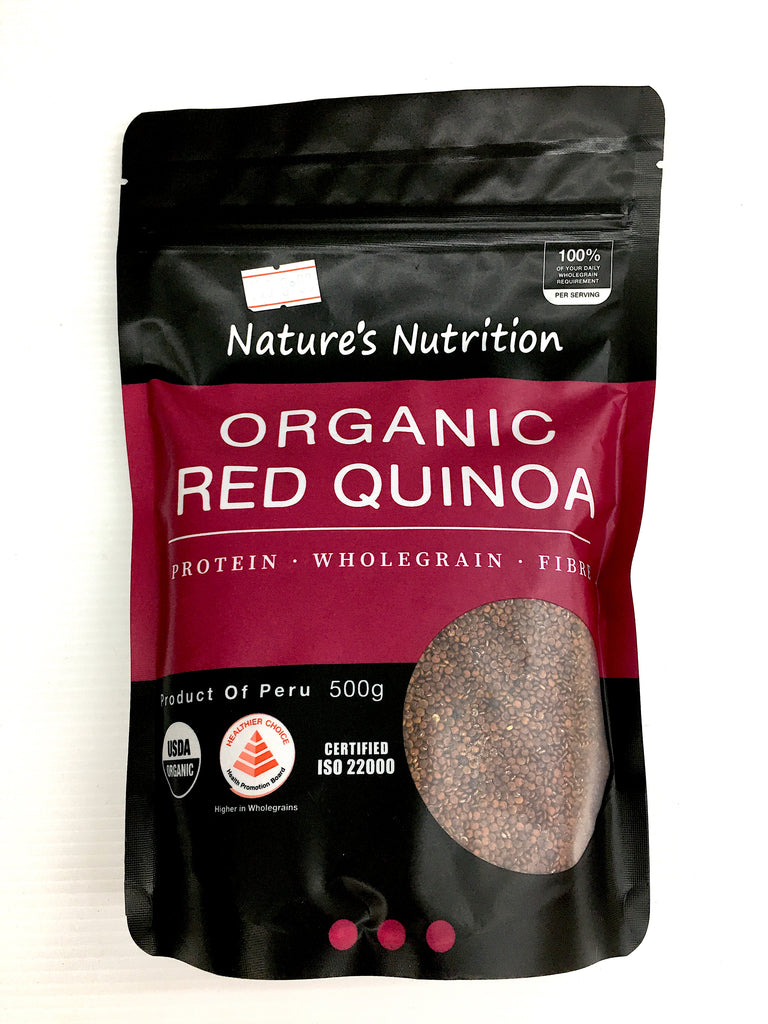 100%
OF YOUR DAILY
WHOLEGRAIN
REQUIREMENT
PER SERVING
Nature's Nutrition
ORGANIC
RED QUINOA
PROTEIN · WHOLEGRAIN · FIBRE
Product Of Peru 500g
USDA
ORGANIC
HEALTHIER CHOICE
Health Promotion Board
Higher in Wholegrains
CERTIFIED
ISO 22000